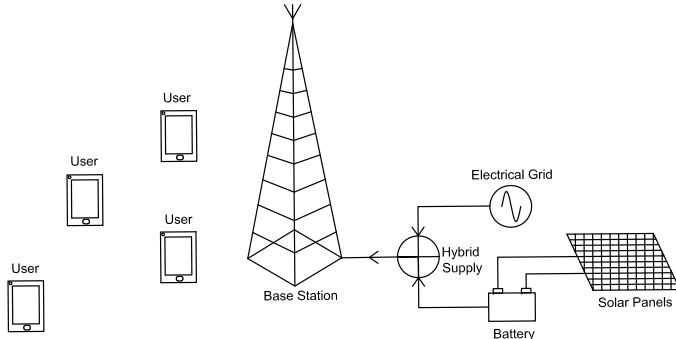 User
User
User
User
Electrical Grid
Hybrid
Supply
Base Station
Solar Panels
Battery